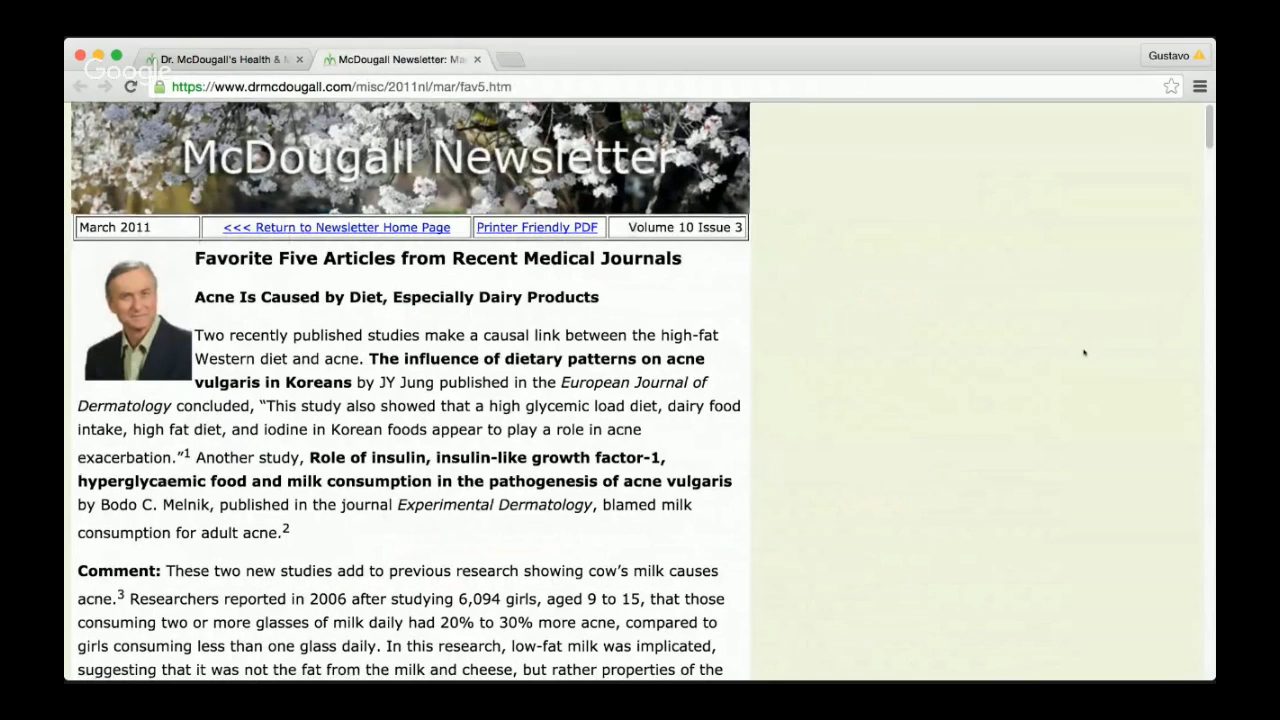 Dr. McDougall's Health &
McDougall Newsletter: Ma
Gustavo
Google
https://www.drmcdougall.com/misc/2011nl/mar/fav5.htm
McDougall Newsletter
March 2011
<<< Return to Newsletter Home Page
Printer Friendly PDF
Volume 10 Issue 3
Favorite Five Articles from Recent Medical Journals
Acne Is Caused by Diet, Especially Dairy Products
Two recently published studies make a causal link between the high-fat
Western diet and acne. The influence of dietary patterns on acne
vulgaris in Koreans by JY Jung published in the European Journal of
Dermatology concluded, “This study also showed that a high glycemic load diet, dairy food
intake, high fat diet, and iodine in Korean foods appear to play a role in acne
exacerbation.”1 Another study, Role of insulin, insulin-like growth factor-1,
hyperglycaemic food and milk consumption in the pathogenesis of acne vulgaris
by Bodo C. Melnik, published in the journal Experimental Dermatology, blamed milk
consumption for adult acne.2
Comment: These two new studies add to previous research showing cow’s milk causes
acne.3 Researchers reported in 2006 after studying 6,094 girls, aged 9 to 15, that those
consuming two or more glasses of milk daily had 20% to 30% more acne, compared to
girls consuming less than one glass daily. In this research, low-fat milk was implicated,
suggesting that it was not the fat from the milk and cheese, but rather properties of the